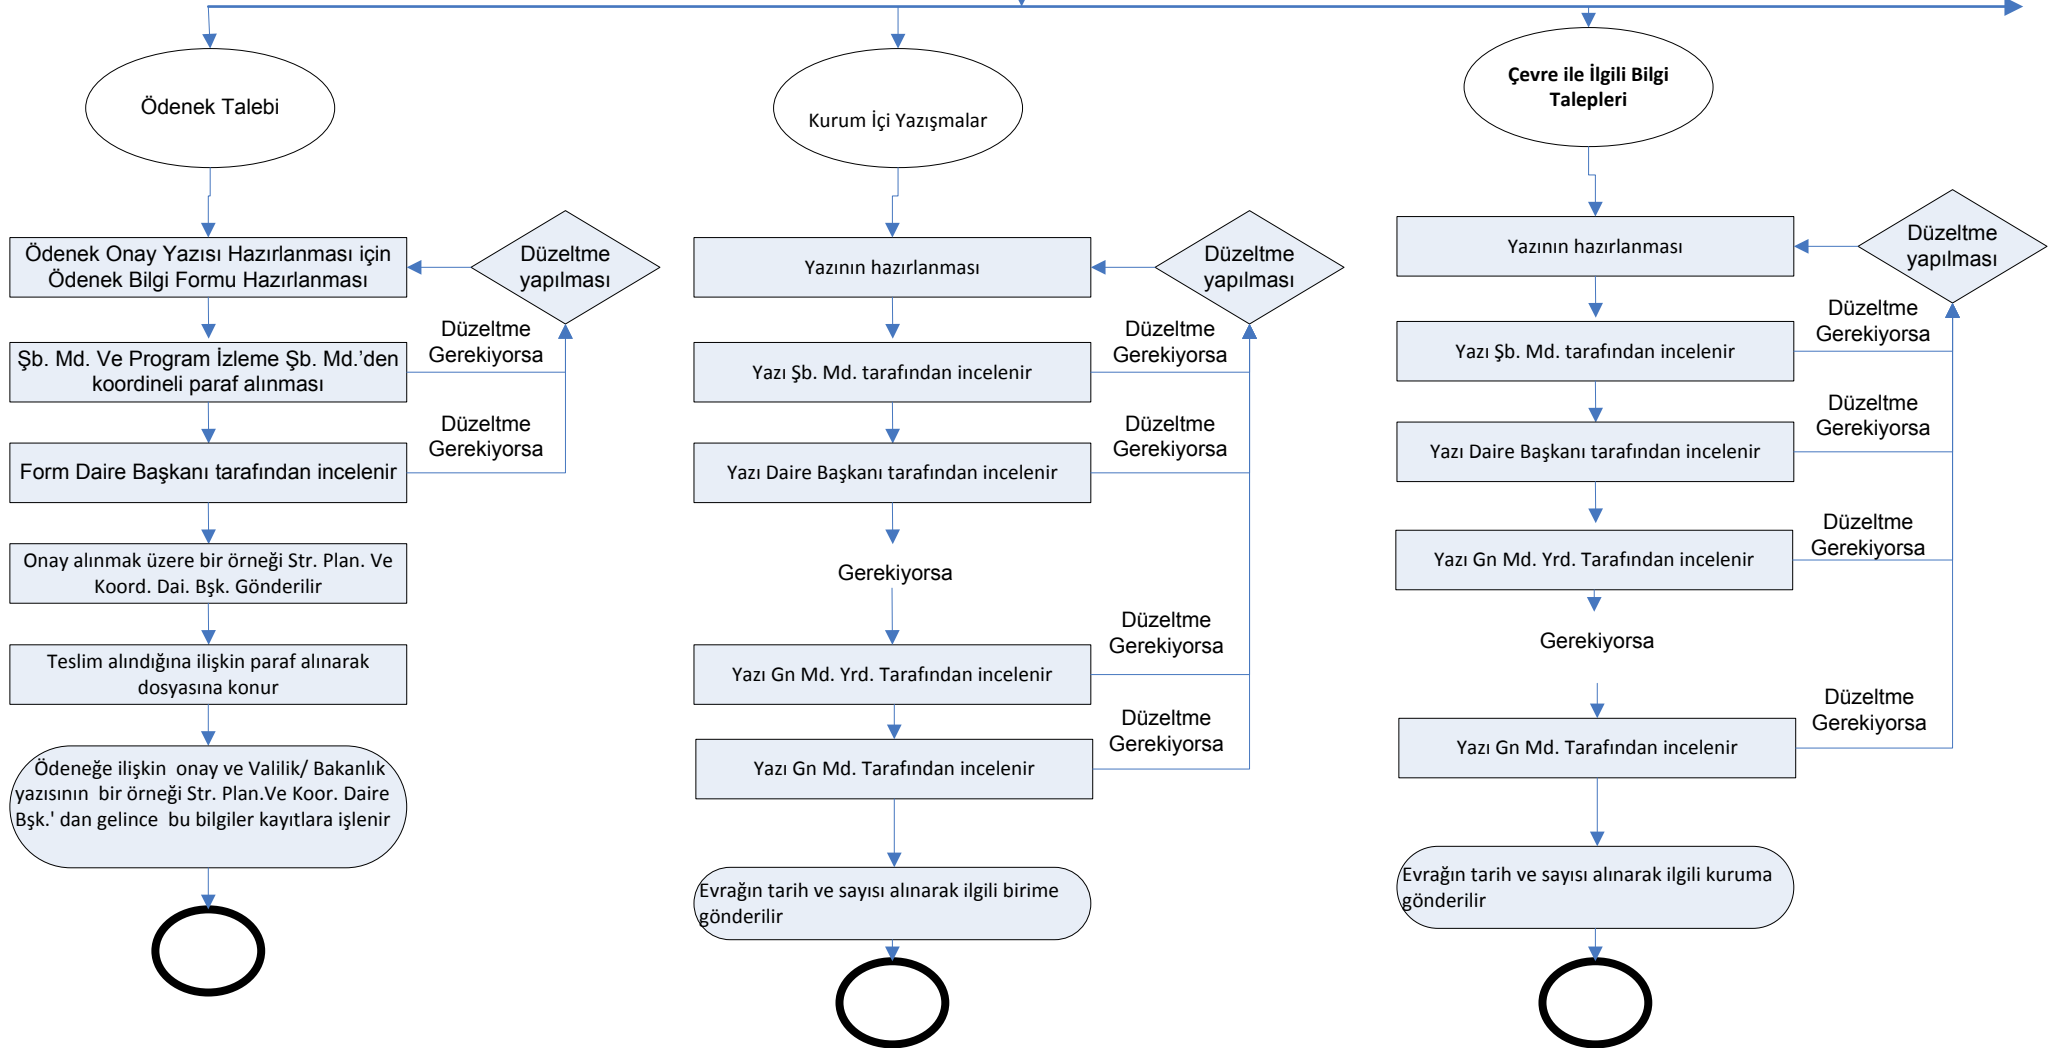 Ödenek Talebi
Ödenek Onay Yazısı Hazırlanması için
Ödenek Bilgi Formu Hazırlanması
Düzeltme
yapılması
Düzeltme
Gerekiyorsa
Şb. Md. Ve Program İzleme Şb. Md.'den
koordineli paraf alınması
Düzeltme
Gerekiyorsa
Form Daire Başkanı tarafından incelenir
Onay alınmak üzere bir örneği Str. Plan. Ve
Koord. Dai. Bşk. Gönderilir
Teslim alındığına ilişkin paraf alınarak
dosyasına konur
Ödeneğe ilişkin onay ve Valilik/ Bakanlık
yazısının bir örneği Str. Plan.Ve Koor. Daire
Bşk.' dan gelince bu bilgiler kayıtlara işlenir
Kurum İçi Yazışmalar
Yazının hazırlanması
Düzeltme
yapılması
Düzeltme
Gerekiyorsa
Yazı Şb. Md. tarafından incelenir
Düzeltme
Gerekiyorsa
Yazı Daire Başkanı tarafından incelenir
Gerekiyorsa
Düzeltme
Gerekiyorsa
Yazı Gn Md. Yrd. Tarafından incelenir
Düzeltme
Gerekiyorsa
Yazı Gn Md. Tarafından incelenir
Evrağın tarih ve sayısı alınarak ilgili birime
gönderilir
Çevre ile İlgili Bilgi
Talepleri
Yazının hazırlanması
Düzeltme
yapılması
Düzeltme
Gerekiyorsa
Yazı Şb. Md. tarafından incelenir
Düzeltme
Gerekiyorsa
Yazı Daire Başkanı tarafından incelenir
Düzeltme
Gerekiyorsa
Yazı Gn Md. Yrd. Tarafından incelenir
Gerekiyorsa
Düzeltme
Gerekiyorsa
Yazı Gn Md. Tarafından incelenir
Evrağın tarih ve sayısı alınarak ilgili kuruma
gönderilir